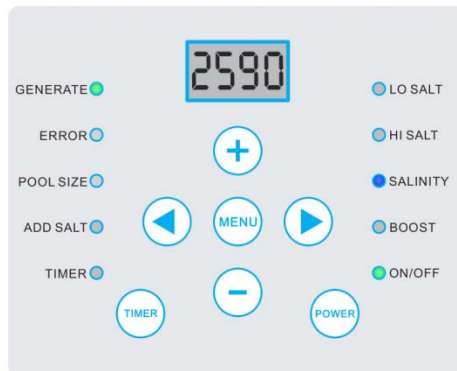 2590
GENERATE
LO SALT
ERROR
HI SALT
+
POOL SIZE
SALINITY
ADD SALT
MENU
BOOST
TIMER
ON/OFF
−
TIMER
POWER